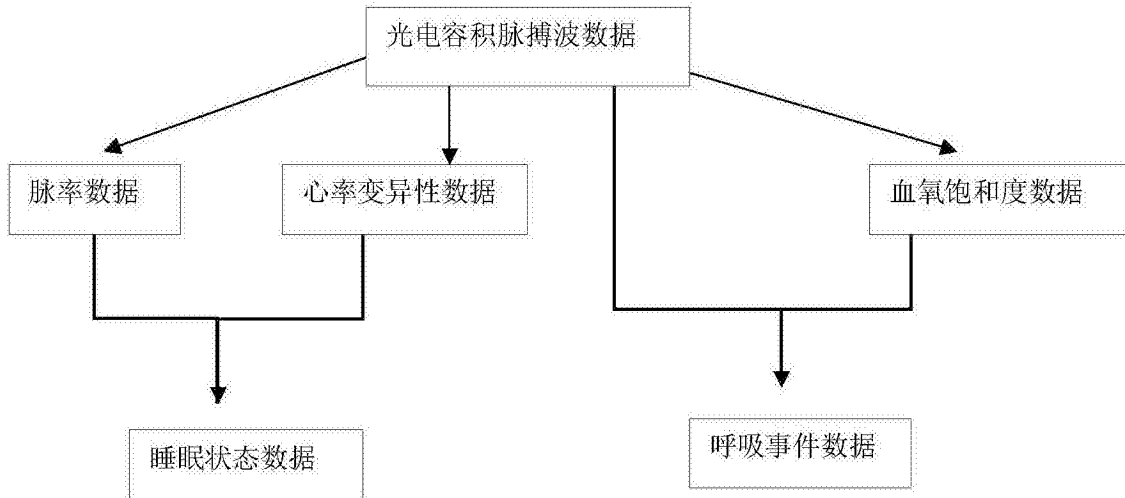 光电容积脉搏波数据
脉率数据
心率变异性数据
血氧饱和度数据
睡眠状态数据
呼吸事件数据